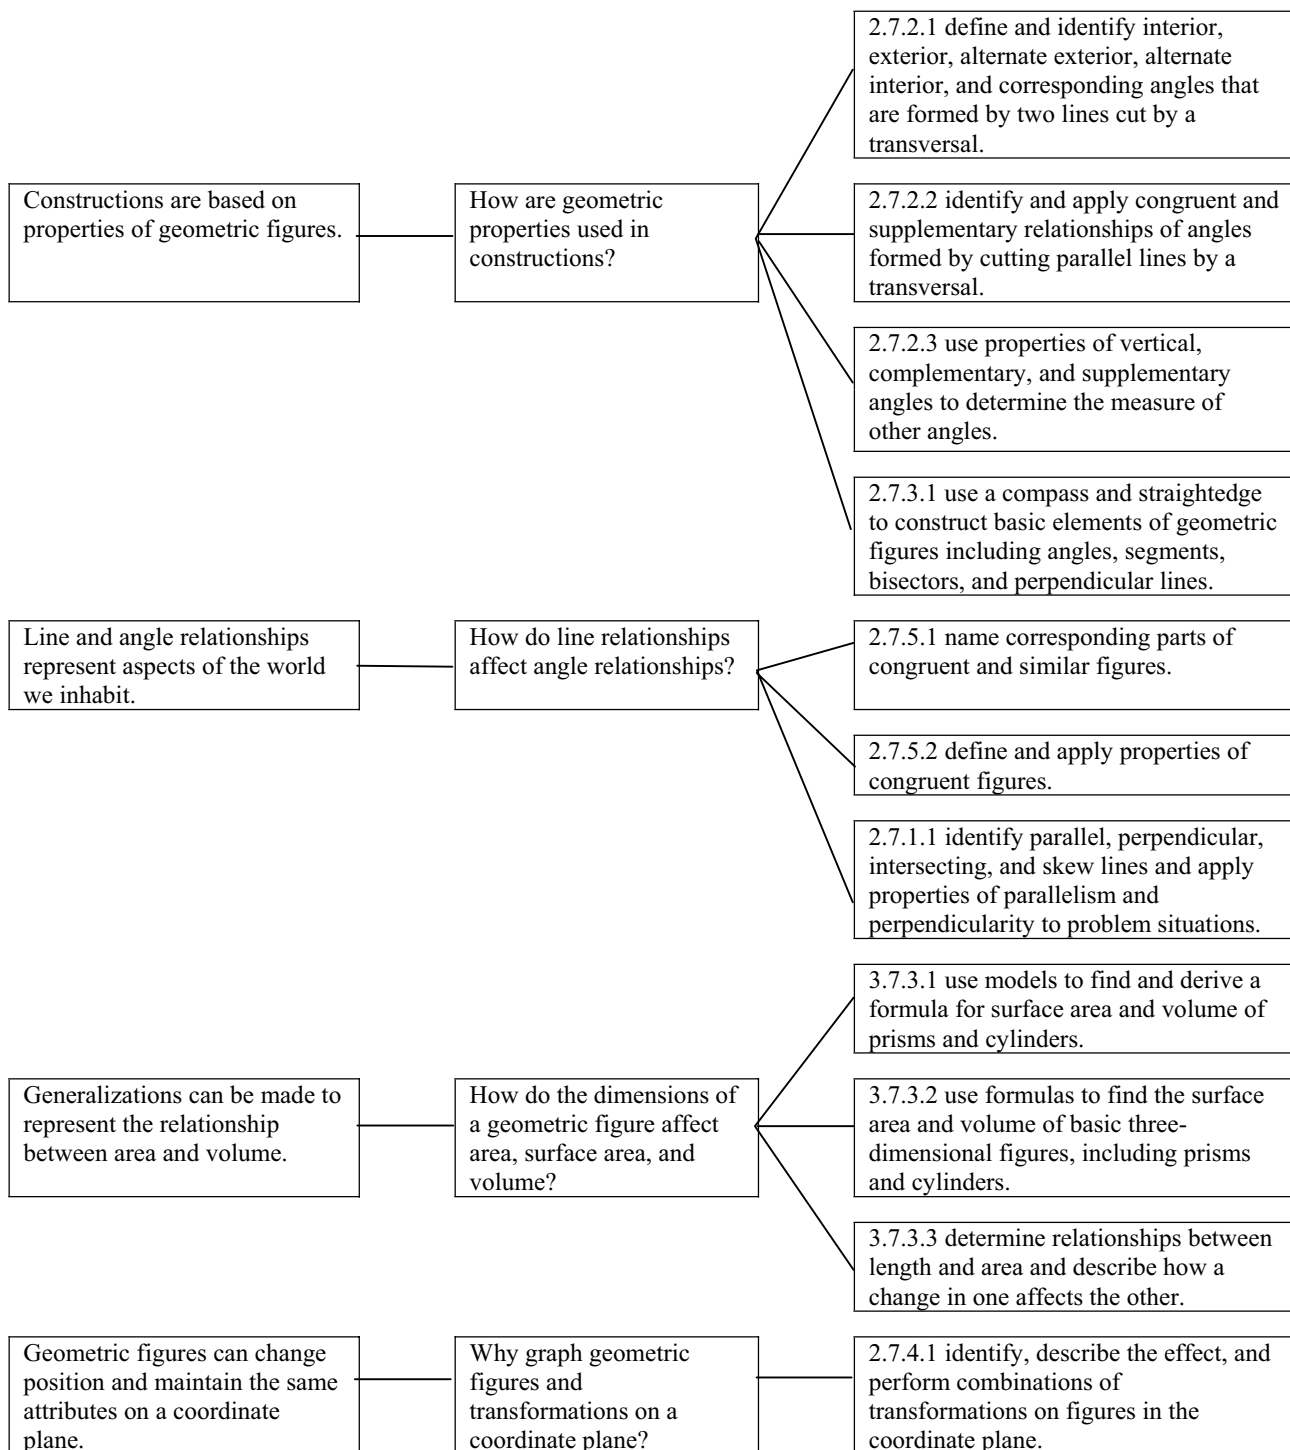 2.7.2.1 define and identify interior,
exterior, alternate exterior, alternate
interior, and corresponding angles that
are formed by two lines cut by a
transversal.
Constructions are based on
properties of geometric figures.
How are geometric
properties used in
constructions?
2.7.2.2 identify and apply congruent and
supplementary relationships of angles
formed by cutting parallel lines by a
transversal.
2.7.2.3 use properties of vertical,
complementary, and supplementary
angles to determine the measure of
other angles.
2.7.3.1 use a compass and straightedge
to construct basic elements of geometric
figures including angles, segments,
bisectors, and perpendicular lines.
Line and angle relationships
represent aspects of the world
we inhabit.
How do line relationships
affect angle relationships?
2.7.5.1 name corresponding parts of
congruent and similar figures.
2.7.5.2 define and apply properties of
congruent figures.
2.7.1.1 identify parallel, perpendicular,
intersecting, and skew lines and apply
properties of parallelism and
perpendicularity to problem situations.
3.7.3.1 use models to find and derive a
formula for surface area and volume of
prisms and cylinders.
Generalizations can be made to
represent the relationship
between area and volume.
How do the dimensions of
a geometric figure affect
area, surface area, and
volume?
3.7.3.2 use formulas to find the surface
area and volume of basic three-
dimensional figures, including prisms
and cylinders.
3.7.3.3 determine relationships between
length and area and describe how a
change in one affects the other.
Geometric figures can change
position and maintain the same
attributes on a coordinate
plane.
Why graph geometric
figures and
transformations on a
coordinate plane?
2.7.4.1 identify, describe the effect, and
perform combinations of
transformations on figures in the
coordinate plane.